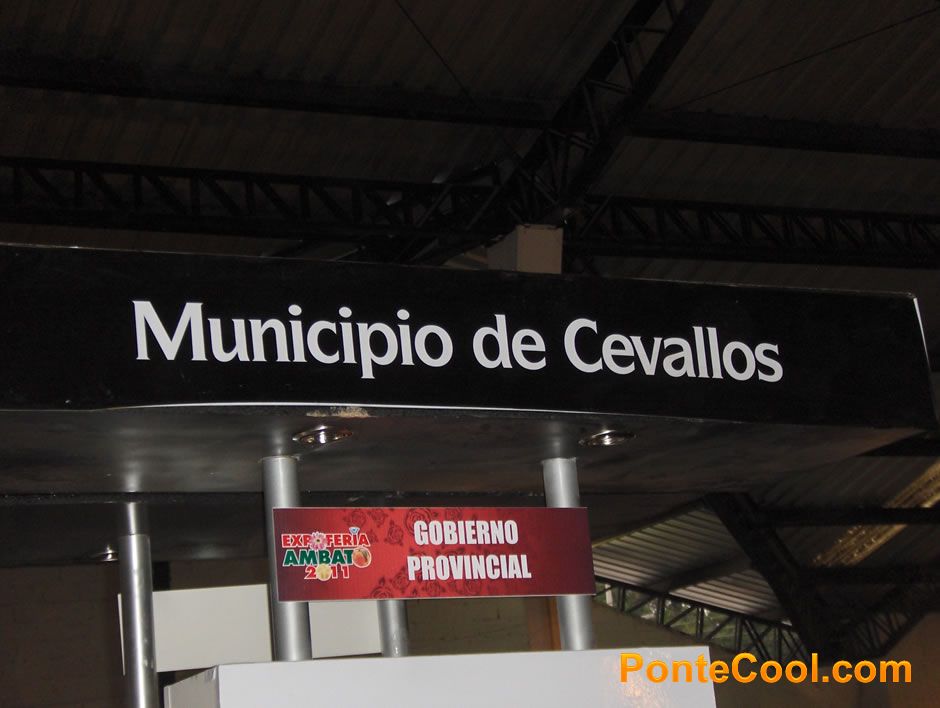 Municipio de Cevallos
EXPOFERIA
AMBATO
2011
GOBIERNO
PROVINCIAL
PonteCool.com